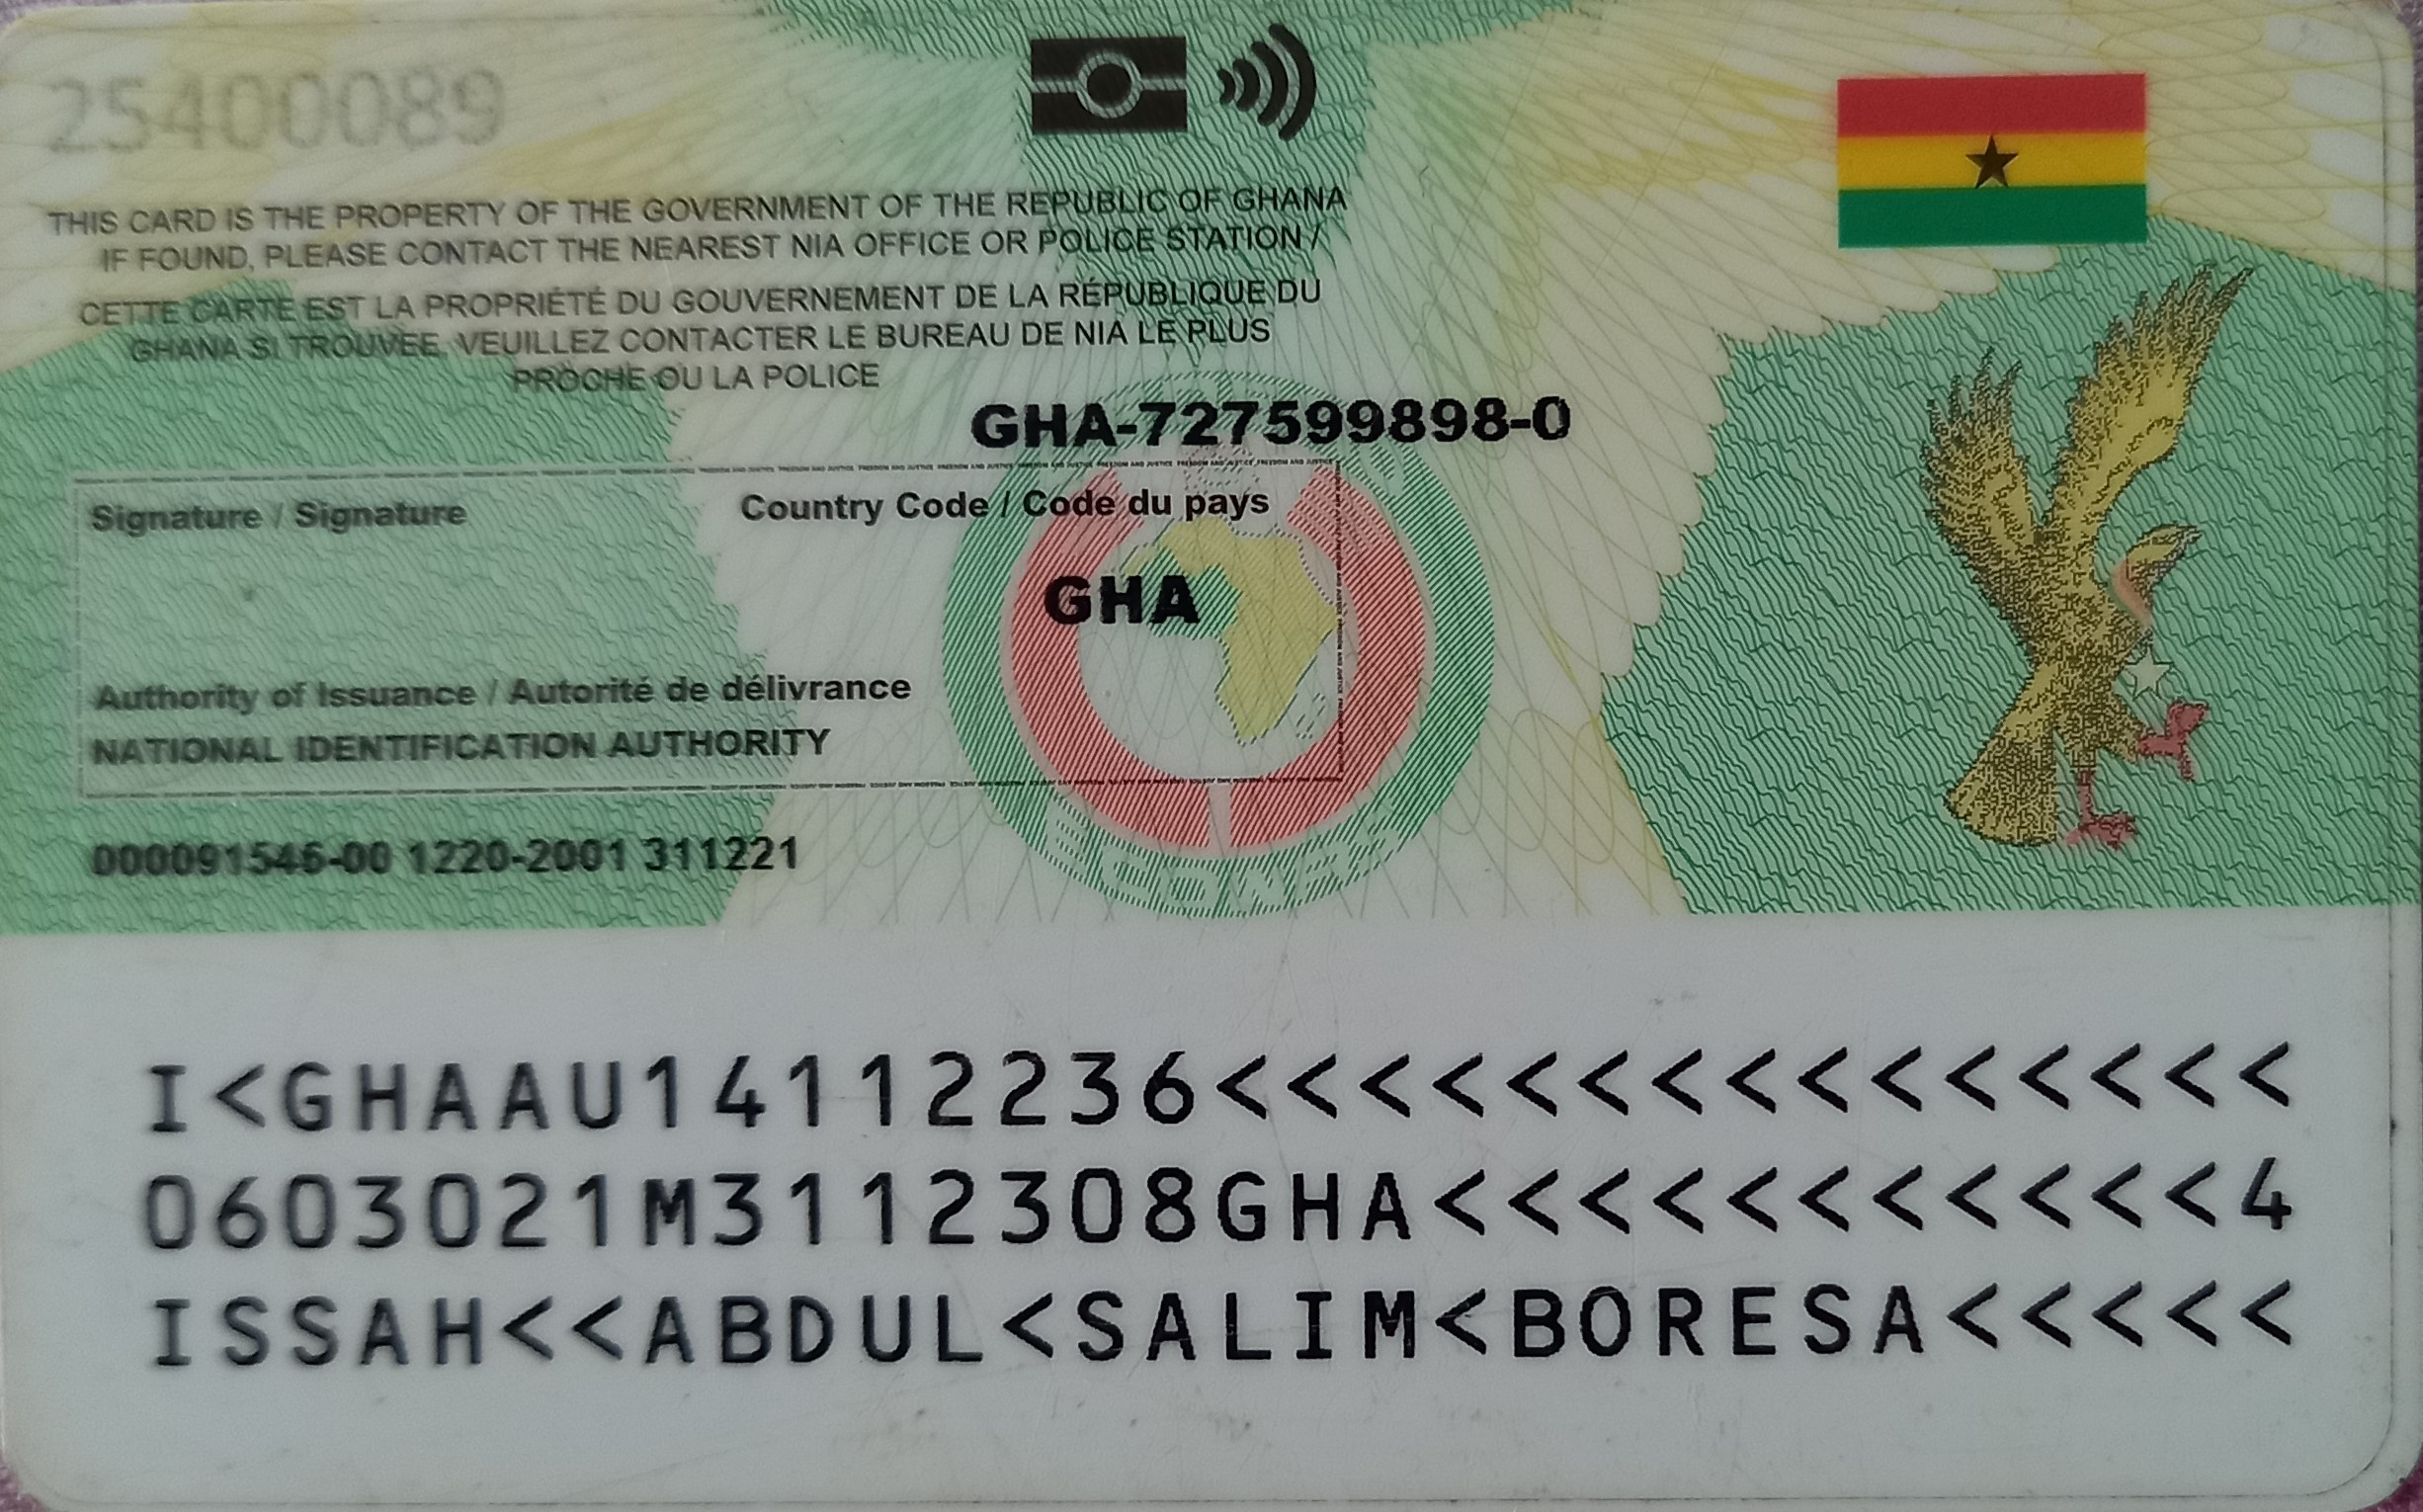 25400089
THIS CARD IS THE PROPERTY OF THE GOVERNMENT OF THE REPUBLIC OF GHANA
IF FOUND, PLEASE CONTACT THE NEAREST NIA OFFICE OR POLICE STATION /
CETTE CARTE EST LA PROPRIÉTÉ DU GOUVERNEMENT DE LA RÉPUBLIQUE DU
GHANA SI TROUVÉE, VEUILLEZ CONTACTER LE BUREAU DE NIA LE PLUS
PROCHE OU LA POLICE
GHA-727599898-0
Signature / Signature
Country Code / Code du pays
GHA
Authority of Issuance / Autorité de délivrance
NATIONAL IDENTIFICATION AUTHORITY
000091546-00 1220-2001 311221
I<GHAAU14112236<<<<<<<<<<<<<<<
0603021M3112308GHA<<<<<<<<<<<4
ISSAH<<ABDUL<SALIM<BORESA<<<<<